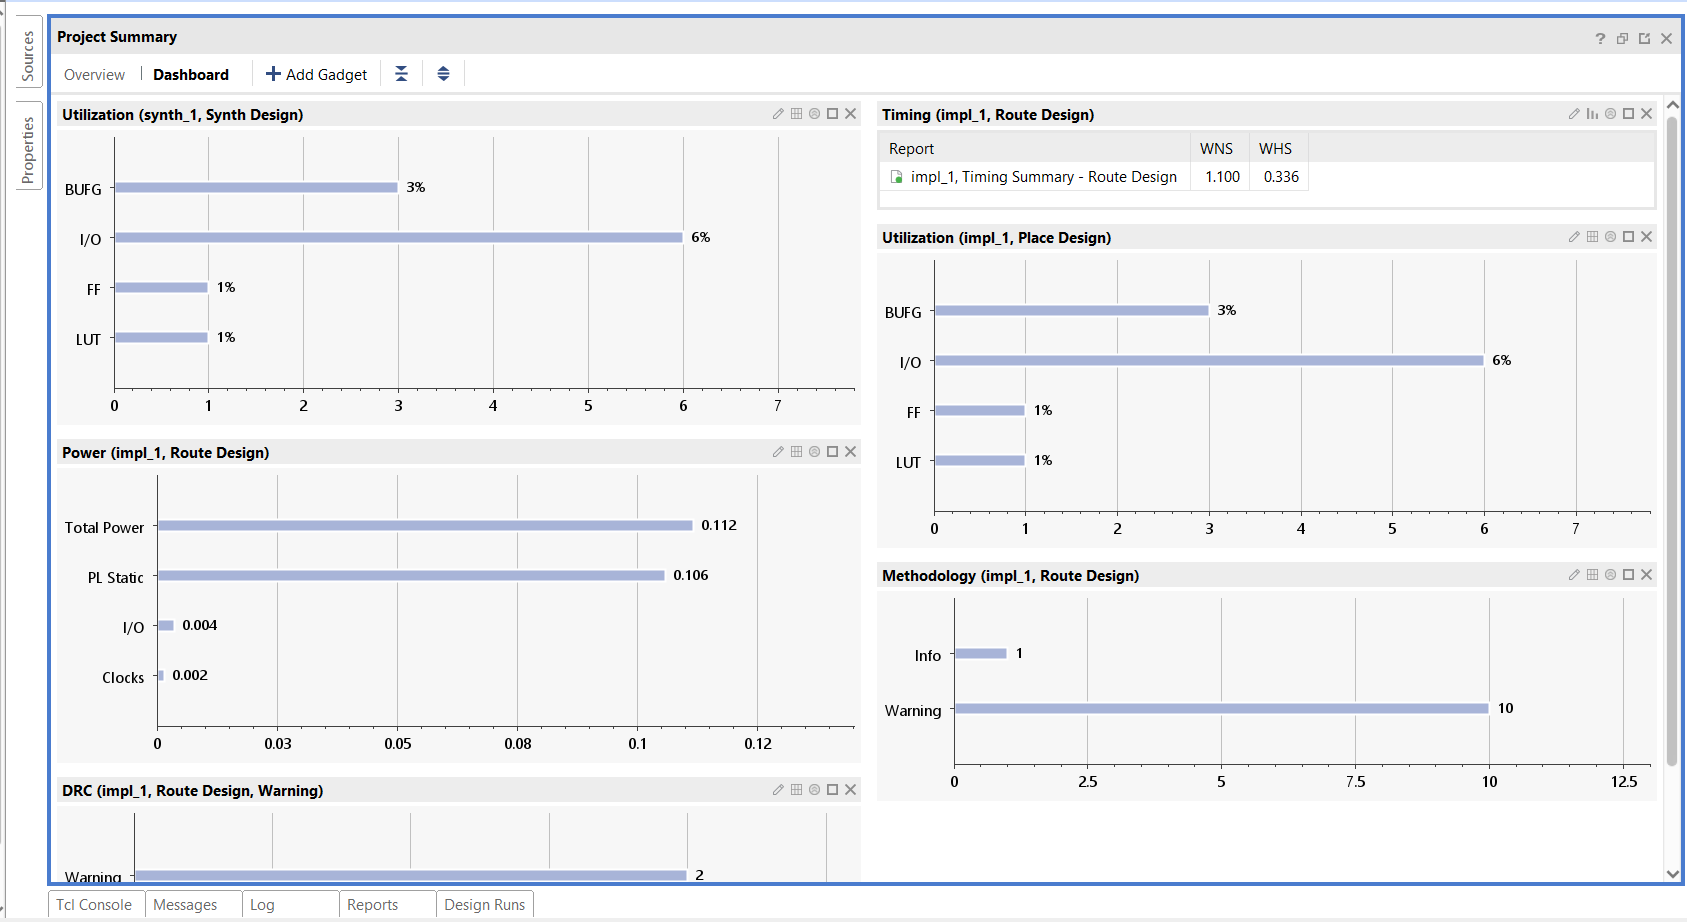 Sources
Properties
Project Summary
?
Overview | Dashboard
Add Gadget
Utilization (synth_1, Synth Design)
BUFG 3%
I/O 6%
FF 1%
LUT 1%
0 1 2 3 4 5 6 7
Power (impl_1, Route Design)
Total Power 0.112
PL Static 0.106
I/O 0.004
Clocks 0.002
0 0.03 0.05 0.08 0.1 0.12
DRC (impl_1, Route Design, Warning)
Warning 2
Timing (impl_1, Route Design)
Report WNS WHS
impl_1, Timing Summary - Route Design 1.100 0.336
Utilization (impl_1, Place Design)
BUFG 3%
I/O 6%
FF 1%
LUT 1%
0 1 2 3 4 5 6 7
Methodology (impl_1, Route Design)
Info 1
Warning 10
0 2.5 5 7.5 10 12.5
Tcl Console Messages Log Reports Design Runs